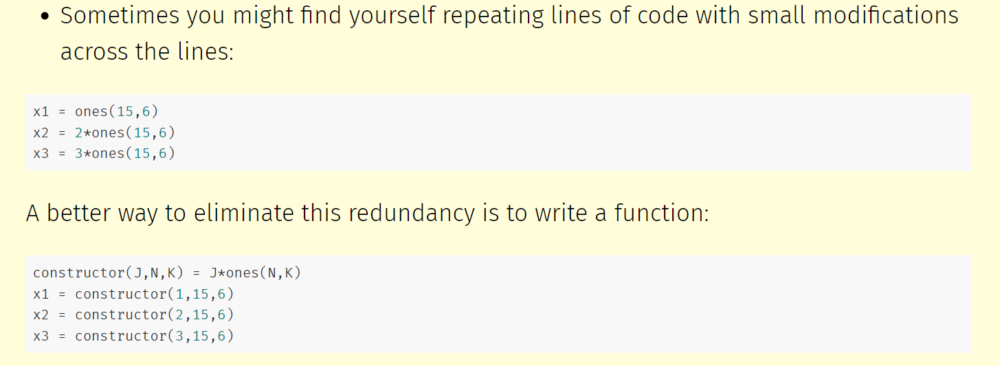 • Sometimes you might find yourself repeating lines of code with small modifications
across the lines:
x1 = ones(15,6)
x2 = 2*ones(15,6)
x3 = 3*ones(15,6)
A better way to eliminate this redundancy is to write a function:
constructor(J,N,K) = J*ones(N,K)
x1 = constructor(1,15,6)
x2 = constructor(2,15,6)
x3 = constructor(3,15,6)